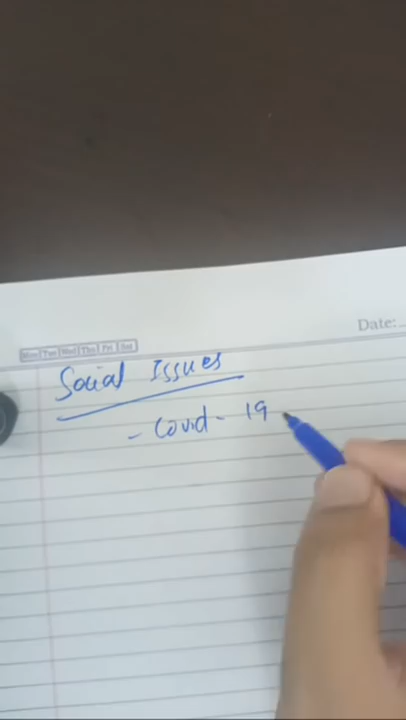 Mon Tue Wed Thu Fri Sat
Date:
Social Issues
- Covid - 19